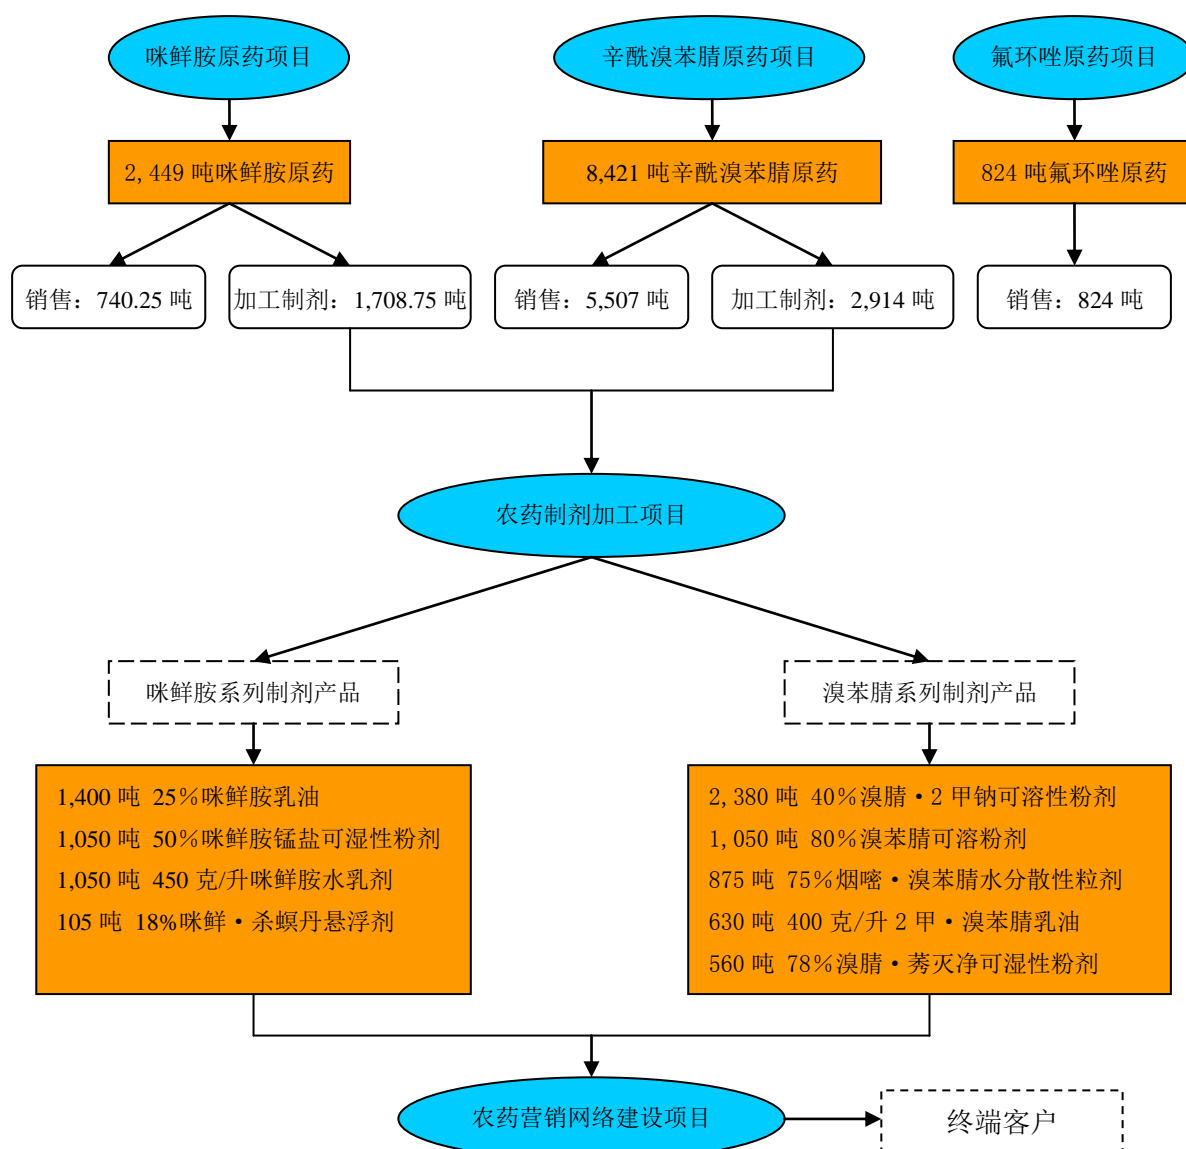 咪鲜胺原药项目
辛酰溴苯腈原药项目
氟环唑原药项目
2,449 吨咪鲜胺原药
8,421 吨辛酰溴苯腈原药
824 吨氟环唑原药
销售：740.25 吨
加工制剂：1,708.75 吨
销售：5,507 吨
加工制剂：2,914 吨
销售：824 吨
农药制剂加工项目
咪鲜胺系列制剂产品
溴苯腈系列制剂产品
1,400 吨 25%咪鲜胺乳油
1,050 吨 50%咪鲜胺锰盐可湿性粉剂
1,050 吨 450 克/升咪鲜胺水乳剂
105 吨 18%咪鲜·杀螟丹悬浮剂
2,380 吨 40%溴腈·2 甲钠可溶性粉剂
1,050 吨 80%溴苯腈可溶粉剂
875 吨 75%烟嘧·溴苯腈水分散性粒剂
630 吨 400 克/升 2 甲·溴苯腈乳油
560 吨 78%溴腈·莠灭净可湿性粉剂
农药营销网络建设项目
终端客户